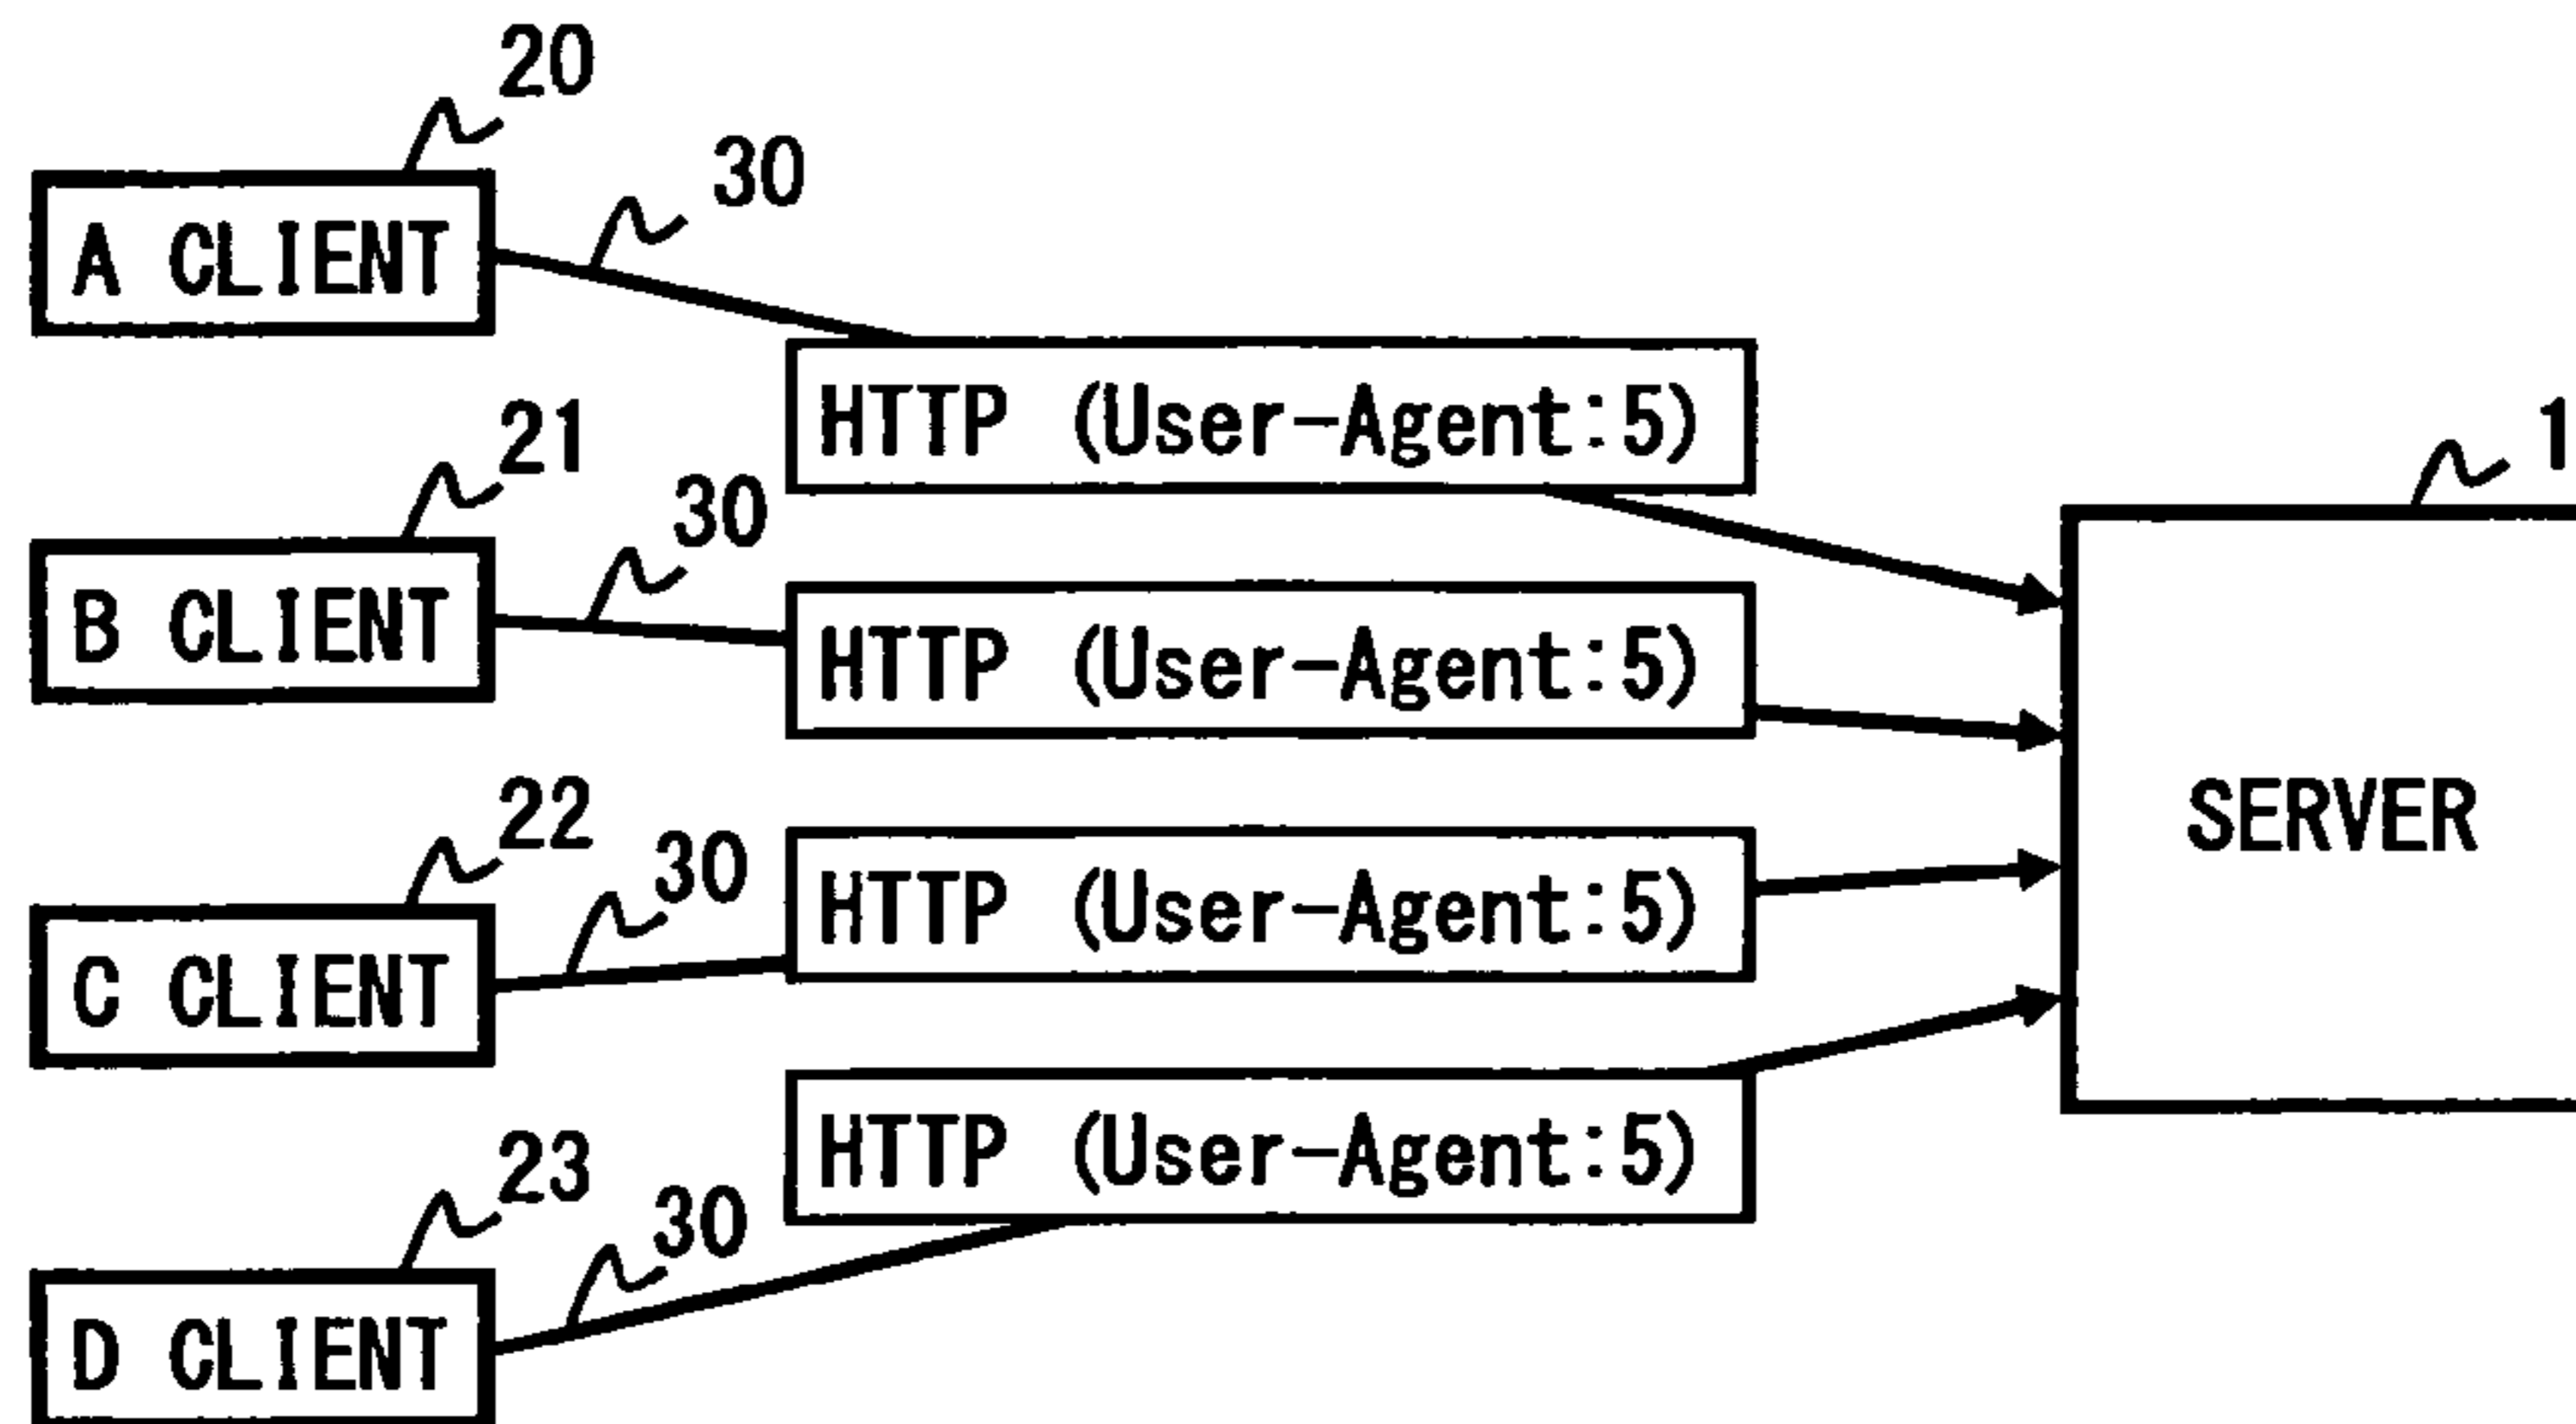 20
A CLIENT
30
HTTP (User-Agent:5)
21
B CLIENT
30
HTTP (User-Agent:5)
1
SERVER
22
C CLIENT
30
HTTP (User-Agent:5)
23
D CLIENT
30
HTTP (User-Agent:5)